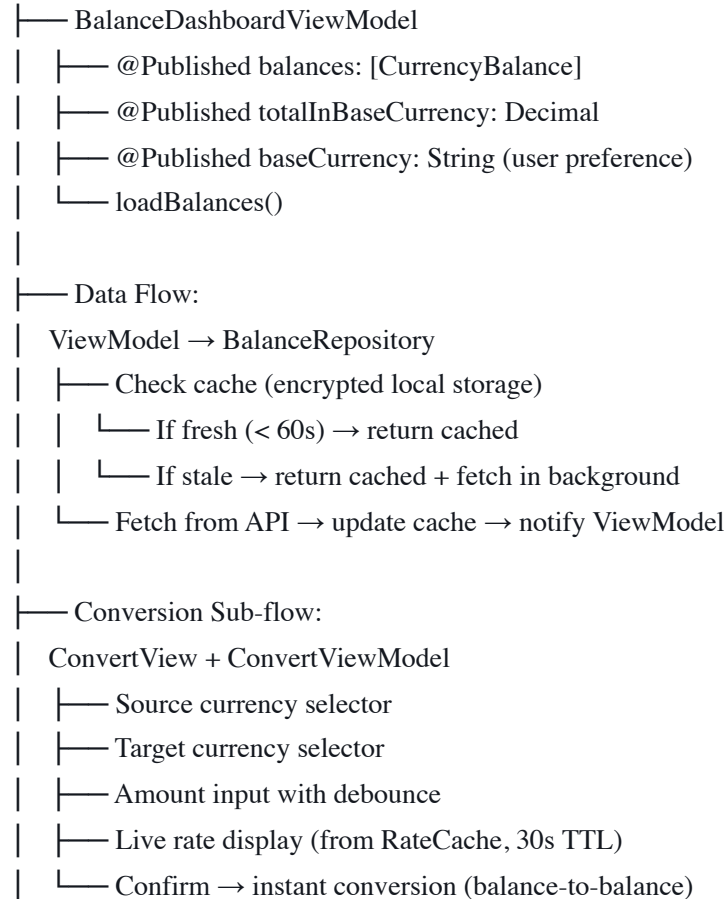 ├── BalanceDashboardViewModel
│   ├── @Published balances: [CurrencyBalance]
│   ├── @Published totalInBaseCurrency: Decimal
│   ├── @Published baseCurrency: String (user preference)
│   └── loadBalances()
│
├── Data Flow:
│   ViewModel → BalanceRepository
│   ├── Check cache (encrypted local storage)
│   │   └── If fresh (< 60s) → return cached
│   │   └── If stale → return cached + fetch in background
│   └── Fetch from API → update cache → notify ViewModel
│
├── Conversion Sub-flow:
│   ConvertView + ConvertViewModel
│   ├── Source currency selector
│   ├── Target currency selector
│   ├── Amount input with debounce
│   ├── Live rate display (from RateCache, 30s TTL)
│   └── Confirm → instant conversion (balance-to-balance)